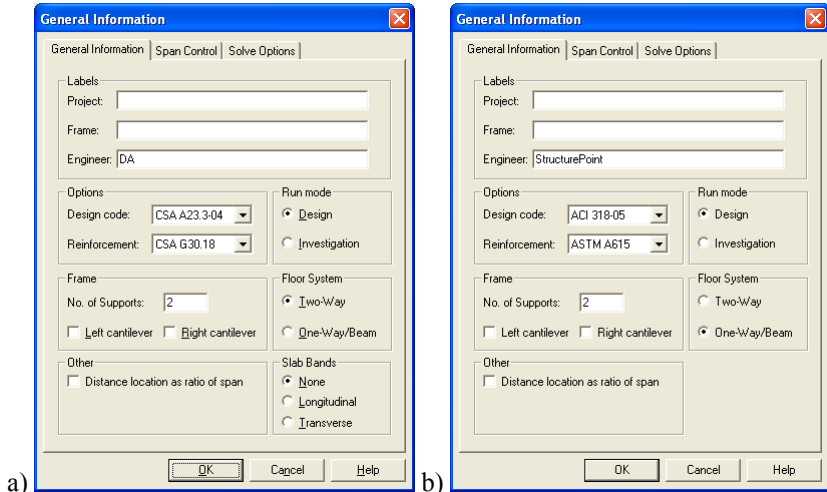 General Information
General Information Span Control Solve Options
Labels
Project:
Frame:
Engineer: DA
Options
Design code: CSA A23.3-04
Reinforcement: CSA G30.18
Run mode
Design
Investigation
Frame
No. of Supports: 2
Left cantilever Right cantilever
Floor System
Two-Way
One-Way/Beam
Other
Distance location as ratio of span
Slab Bands
None
Longitudinal
Transverse
OK Cancel Help
a)
General Information
General Information Span Control Solve Options
Labels
Project:
Frame:
Engineer: StructurePoint
Options
Design code: ACI 318-05
Reinforcement: ASTM A615
Run mode
Design
Investigation
Frame
No. of Supports: 2
Left cantilever Right cantilever
Floor System
Two-Way
One-Way/Beam
Other
Distance location as ratio of span
OK Cancel Help
b)